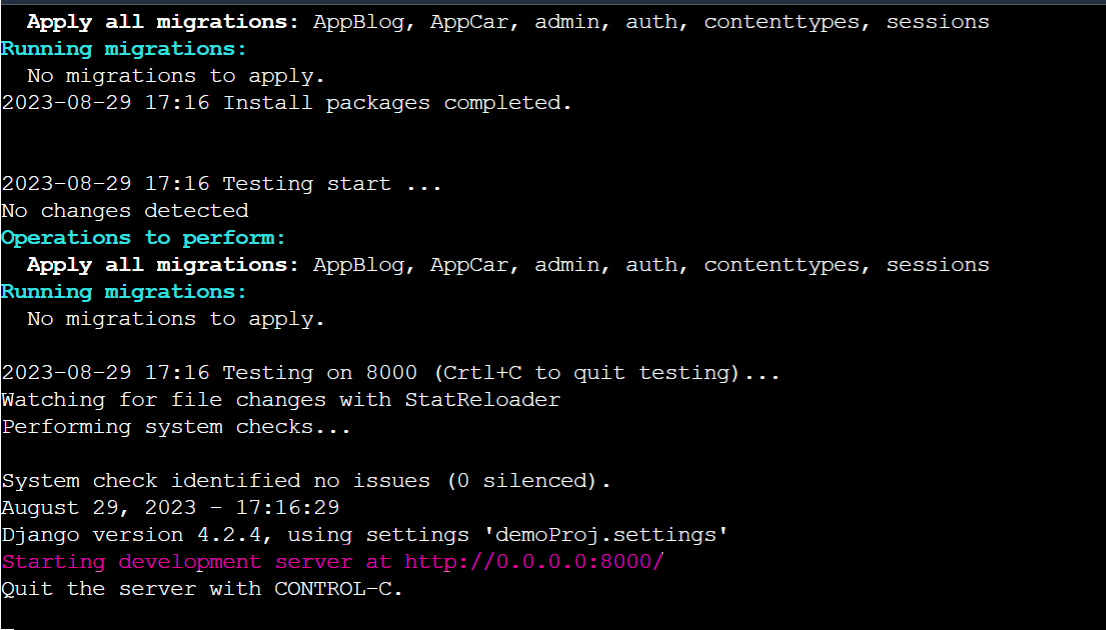 Apply all migrations: AppBlog, AppCar, admin, auth, contenttypes, sessions
Running migrations:
No migrations to apply.
2023-08-29 17:16 Install packages completed.
2023-08-29 17:16 Testing start ...
No changes detected
Operations to perform:
Apply all migrations: AppBlog, AppCar, admin, auth, contenttypes, sessions
Running migrations:
No migrations to apply.
2023-08-29 17:16 Testing on 8000 (Crtl+C to quit testing)...
Watching for file changes with StatReloader
Performing system checks...
System check identified no issues (0 silenced).
August 29, 2023 - 17:16:29
Django version 4.2.4, using settings 'demoProj.settings'
Starting development server at http://0.0.0.0:8000/
Quit the server with CONTROL-C.